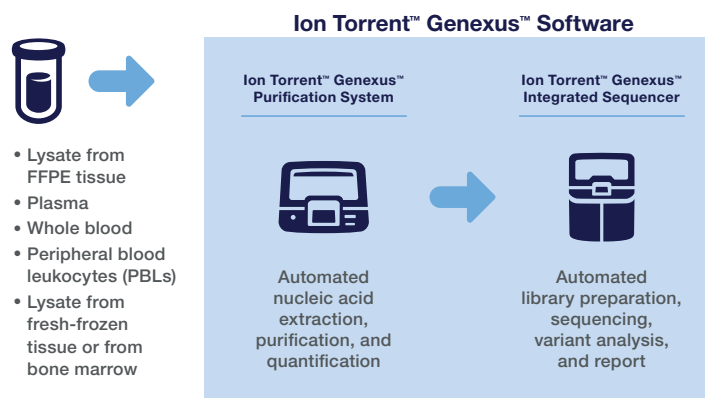 Ion Torrent™ Genexus™ Software
• Lysate from
FFPE tissue
• Plasma
• Whole blood
• Peripheral blood
leukocytes (PBLs)
• Lysate from
fresh-frozen
tissue or from
bone marrow
Ion Torrent™ Genexus™
Purification System
Automated
nucleic acid
extraction,
purification, and
quantification
Ion Torrent™ Genexus™
Integrated Sequencer
Automated
library preparation,
sequencing,
variant analysis,
and report